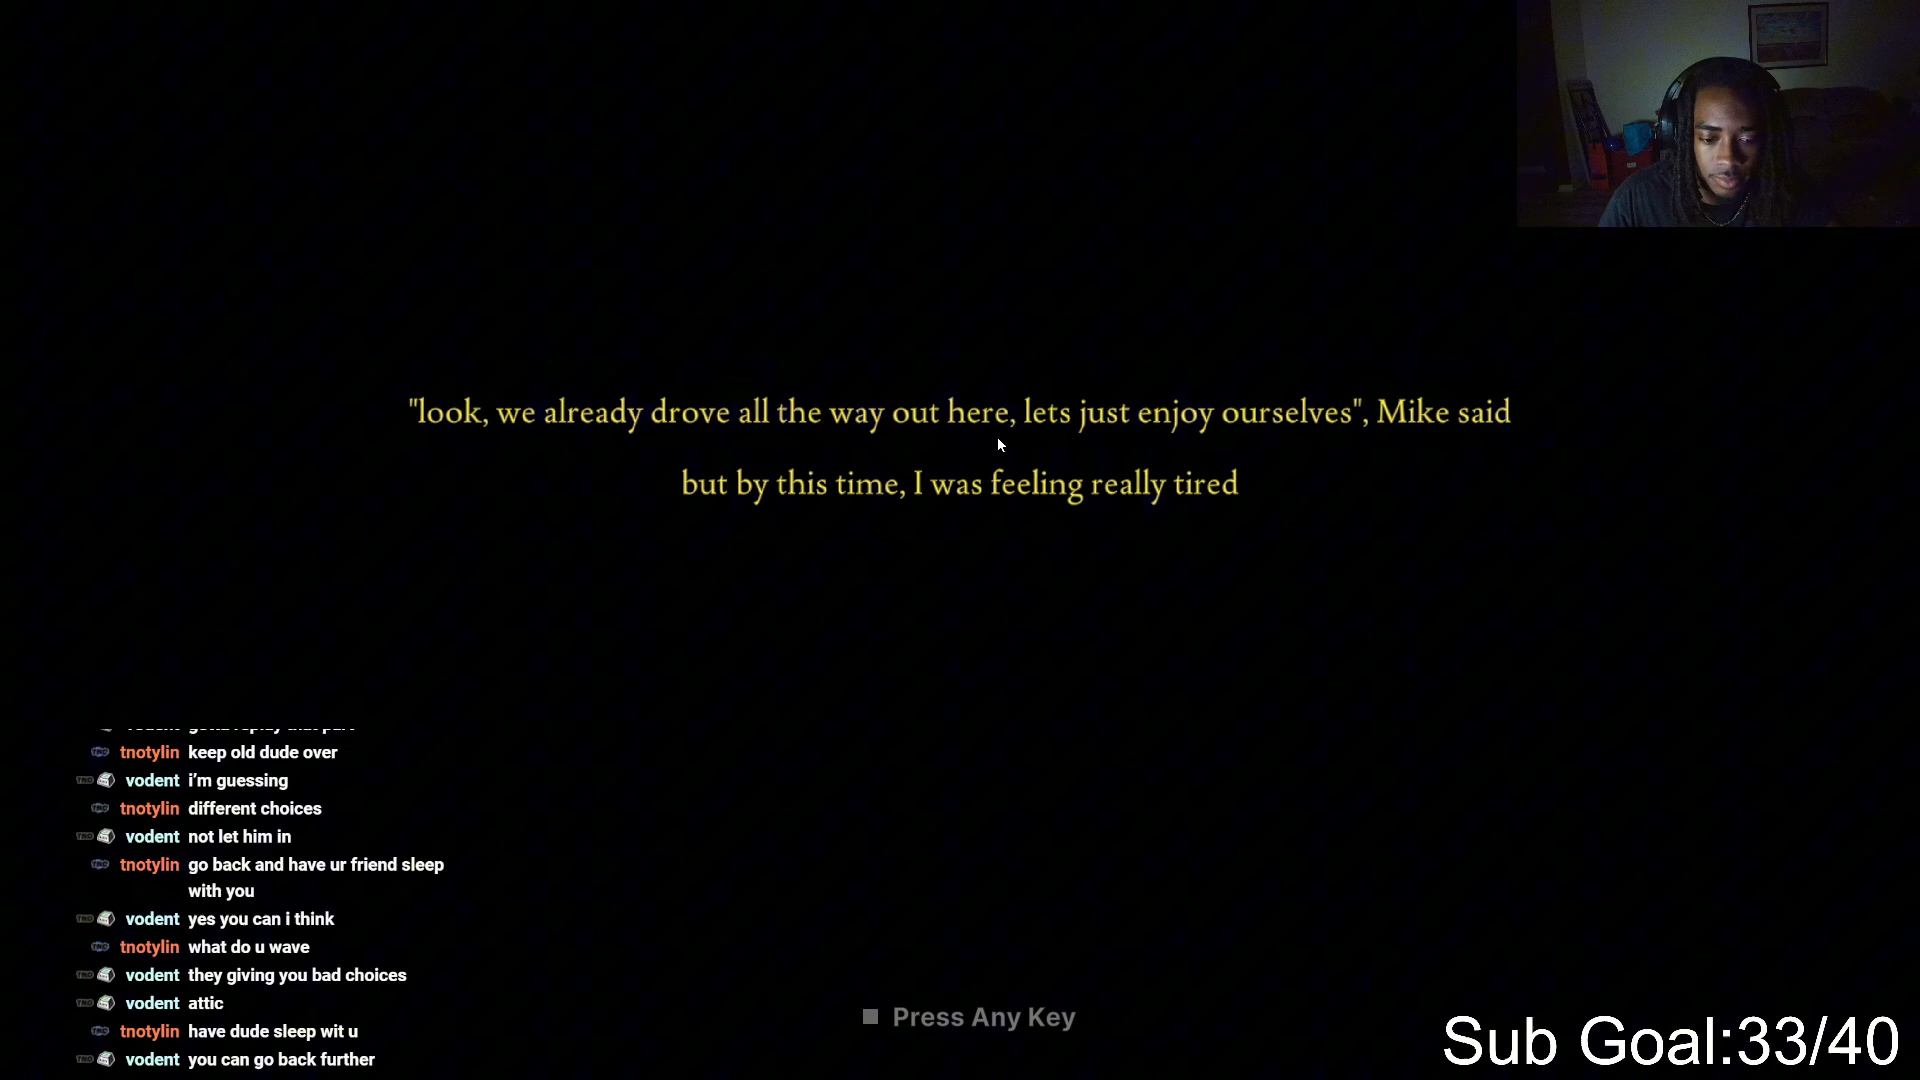 "look, we already drove all the way out here, lets just enjoy ourselves", Mike said
but by this time, I was feeling really tired
tnotylin keep old dude over
vodent i'm guessing
tnotylin different choices
vodent not let him in
tnotylin go back and have ur friend sleep
with you
vodent yes you can i think
tnotylin what do u wave
vodent they giving you bad choices
vodent attic
tnotylin have dude sleep wit u
vodent you can go back further
Press Any Key
Sub Goal:33/40